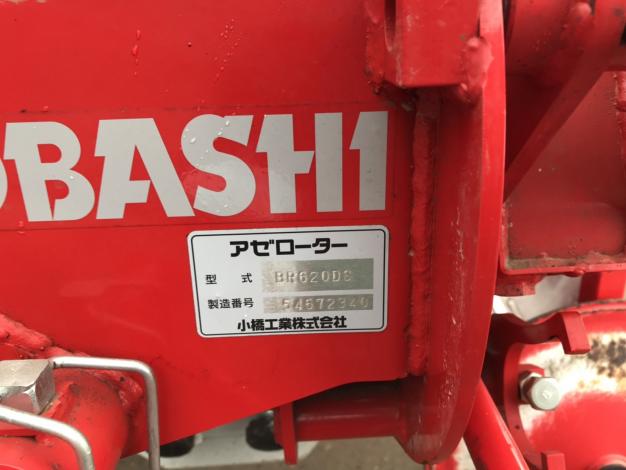 OBASHI
アゼローター
型式 BR620DS
製造番号 54672340
小橋工業株式会社